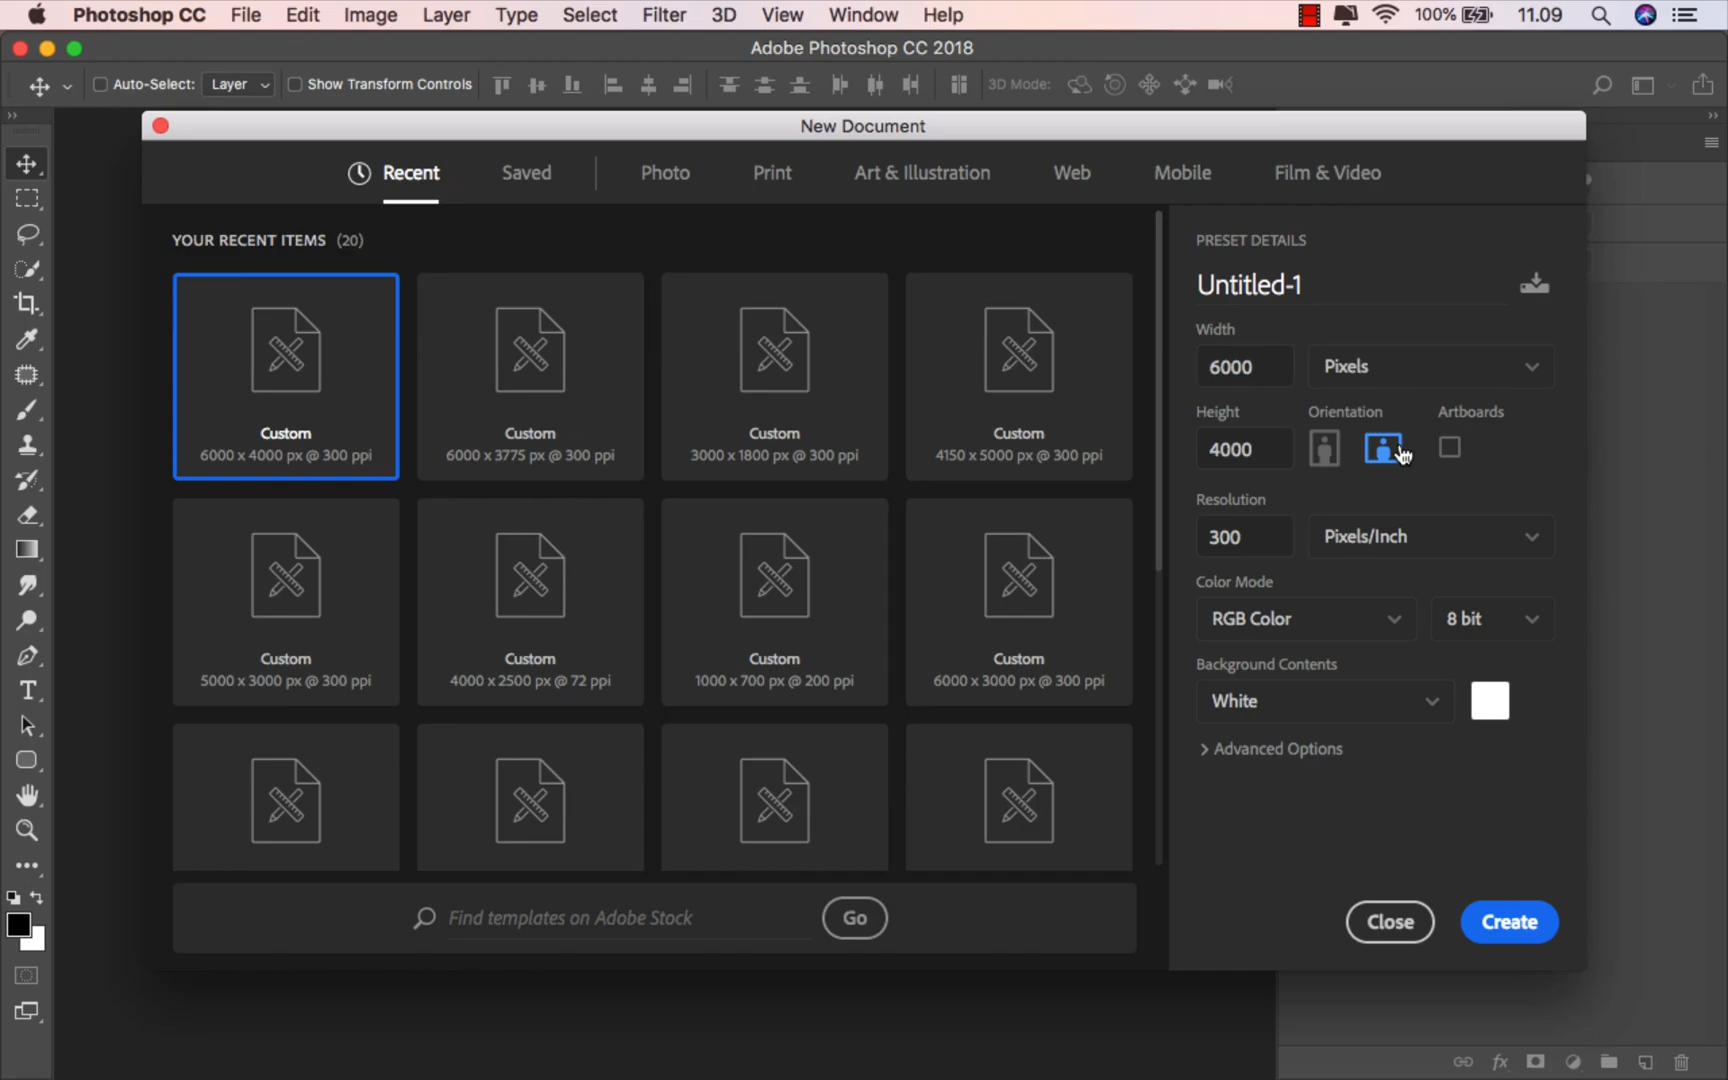 Photoshop CC File Edit Image Layer Type Select Filter 3D View Window Help 100% 11.09
Adobe Photoshop CC 2018
Auto-Select: Layer Show Transform Controls 3D Mode:
New Document
Recent Saved Photo Print Art & Illustration Web Mobile Film & Video
YOUR RECENT ITEMS (20)
Custom
6000 x 4000 px @ 300 ppi
Custom
6000 x 3775 px @ 300 ppi
Custom
3000 x 1800 px @ 300 ppi
Custom
4150 x 5000 px @ 300 ppi
Custom
5000 x 3000 px @ 300 ppi
Custom
4000 x 2500 px @ 72 ppi
Custom
1000 x 700 px @ 200 ppi
Custom
6000 x 3000 px @ 300 ppi
Find templates on Adobe Stock Go
PRESET DETAILS
Untitled-1
Width
6000 Pixels
Height Orientation Artboards
4000
Resolution
300 Pixels/Inch
Color Mode
RGB Color 8 bit
Background Contents
White
Advanced Options
Close Create
fx